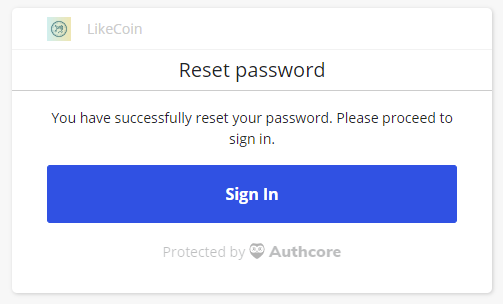 LikeCoin
Reset password
You have successfully reset your password. Please proceed to
sign in.
Sign In
Protected by Authcore